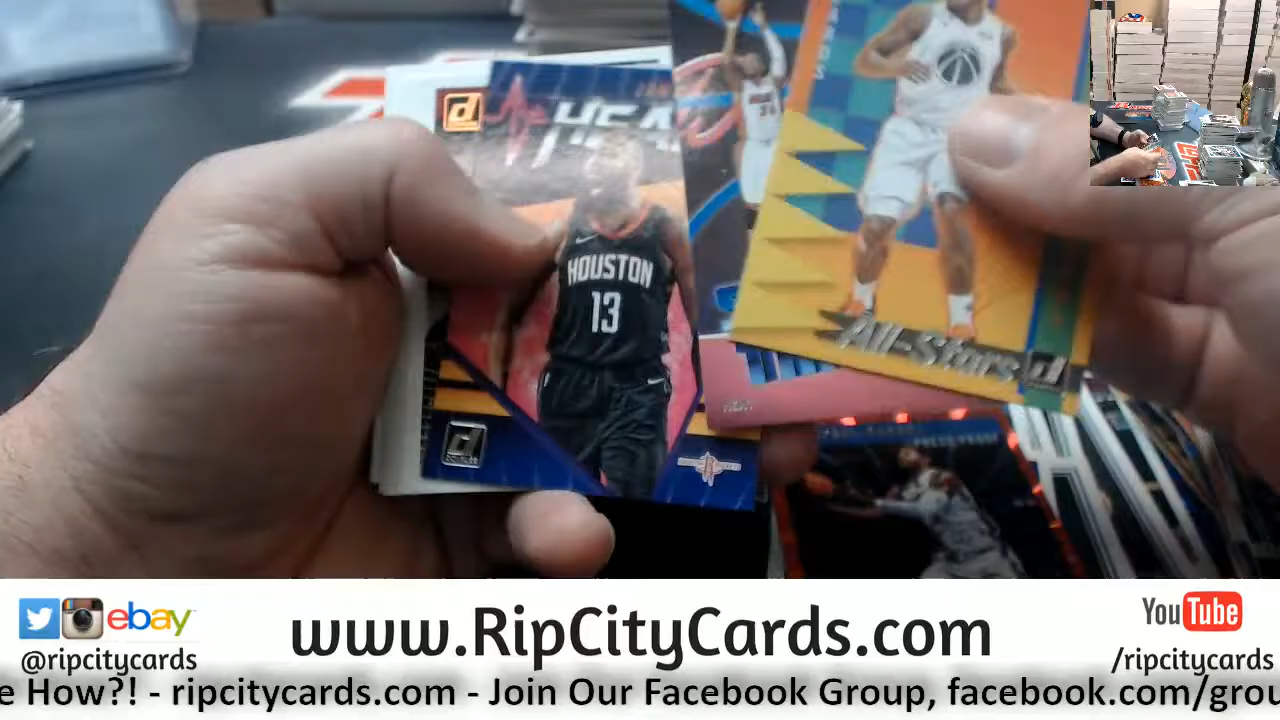 HOUSTON
13
All-Stars
ebay
@ripcitycards
www.RipCityCards.com
YouTube
/ripcitycards
e How?! - ripcitycards.com - Join Our Facebook Group, facebook.com/grou